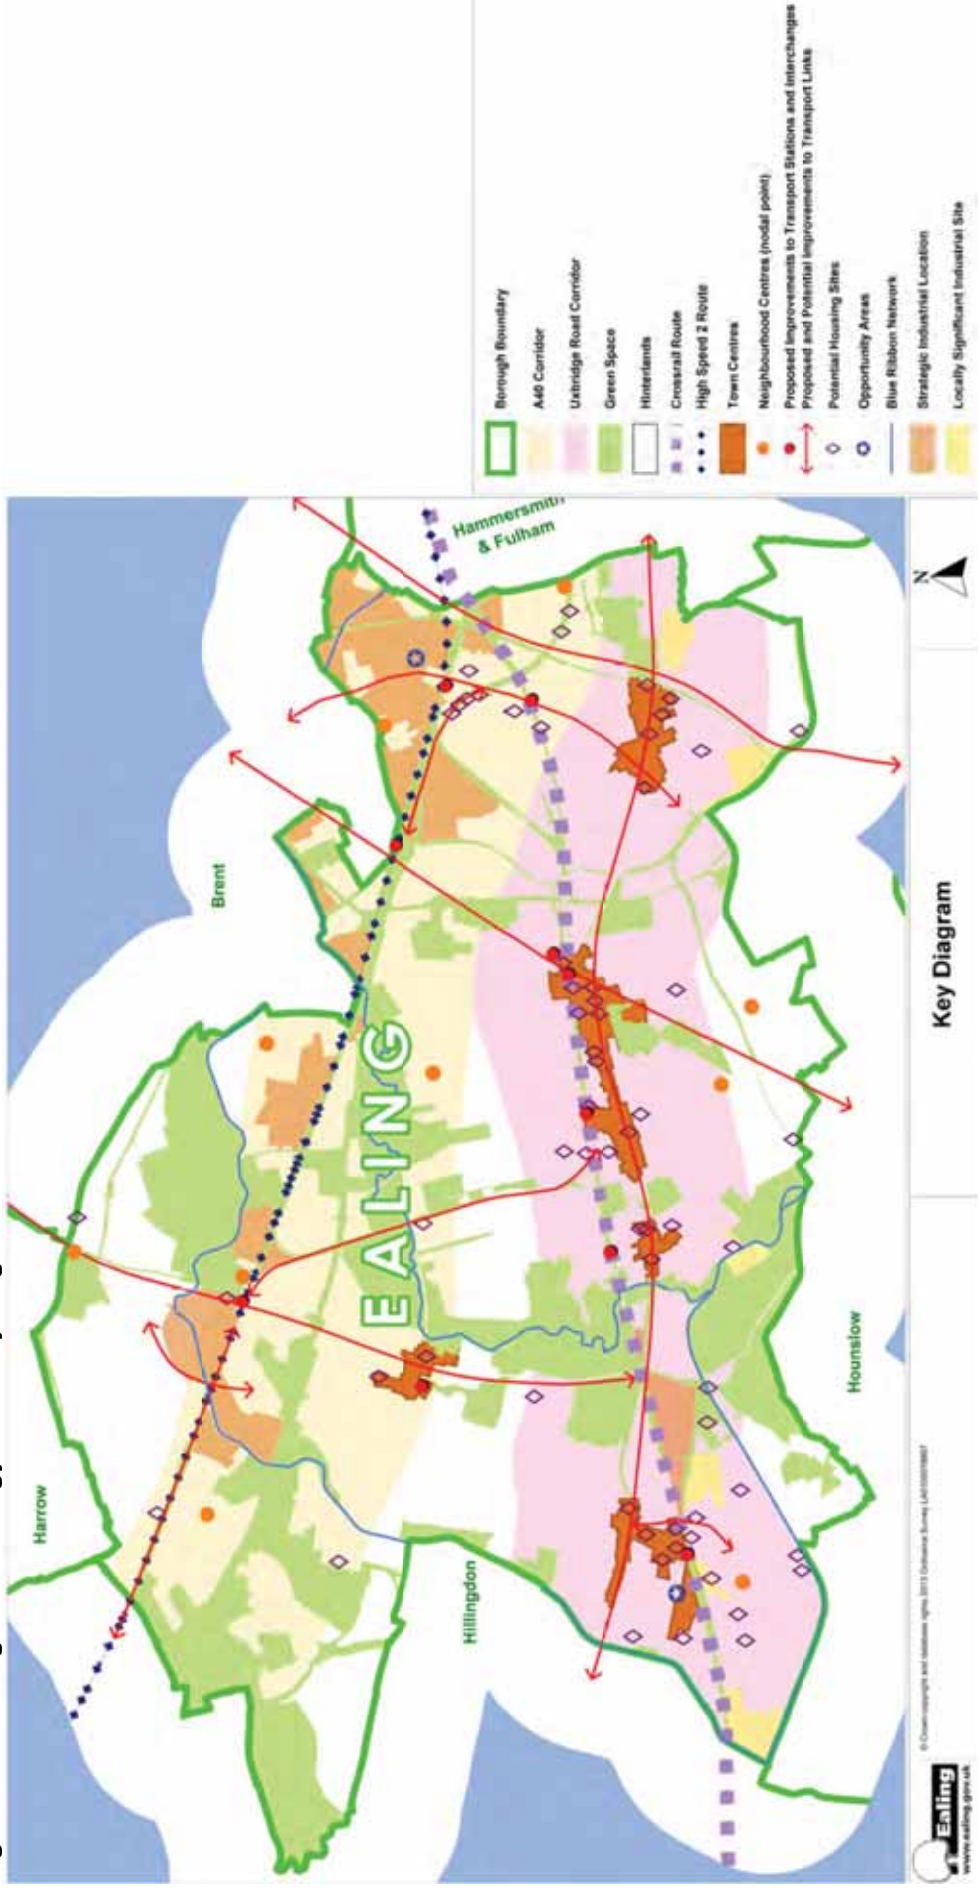 Harrow
Brent
Hammersmith
& Fulham
EALING
Hillingdon
Hounslow
Borough Boundary
A40 Corridor
Uxbridge Road Corridor
Green Space
Hinterlands
Crossrail Route
High Speed 2 Route
Town Centres
Neighbourhood Centres (nodal point)
Proposed Improvements to Transport Stations and Interchanges
Proposed and Potential Improvements to Transport Links
Potential Housing Sites
Opportunity Areas
Blue Ribbon Network
Strategic Industrial Location
Locally Significant Industrial Site
Ealing
www.ealing.gov.uk
Key Diagram
N